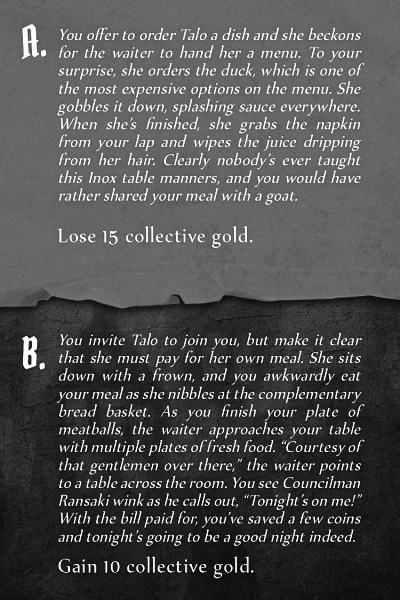 A. You offer to order Talo a dish and she beckons
for the waiter to hand her a menu. To your
surprise, she orders the duck, which is one of
the most expensive options on the menu. She
gobbles it down, splashing sauce everywhere.
When she's finished, she grabs the napkin
from your lap and wipes the juice dripping
from her hair. Clearly nobody's ever taught
this Inox table manners, and you would have
rather shared your meal with a goat.
Lose 15 collective gold.
B. You invite Talo to join you, but make it clear
that she must pay for her own meal. She sits
down with a frown, and you awkwardly eat
your meal as she nibbles at the complementary
bread basket. As you finish your plate of
meatballs, the waiter approaches your table
with multiple plates of fresh food. “Courtesy of
that gentlemen over there,” the waiter points
to a table across the room. You see Councilman
Ransaki wink as he calls out, “Tonight's on me!”
With the bill paid for, you've saved a few coins
and tonight's going to be a good night indeed.
Gain 10 collective gold.